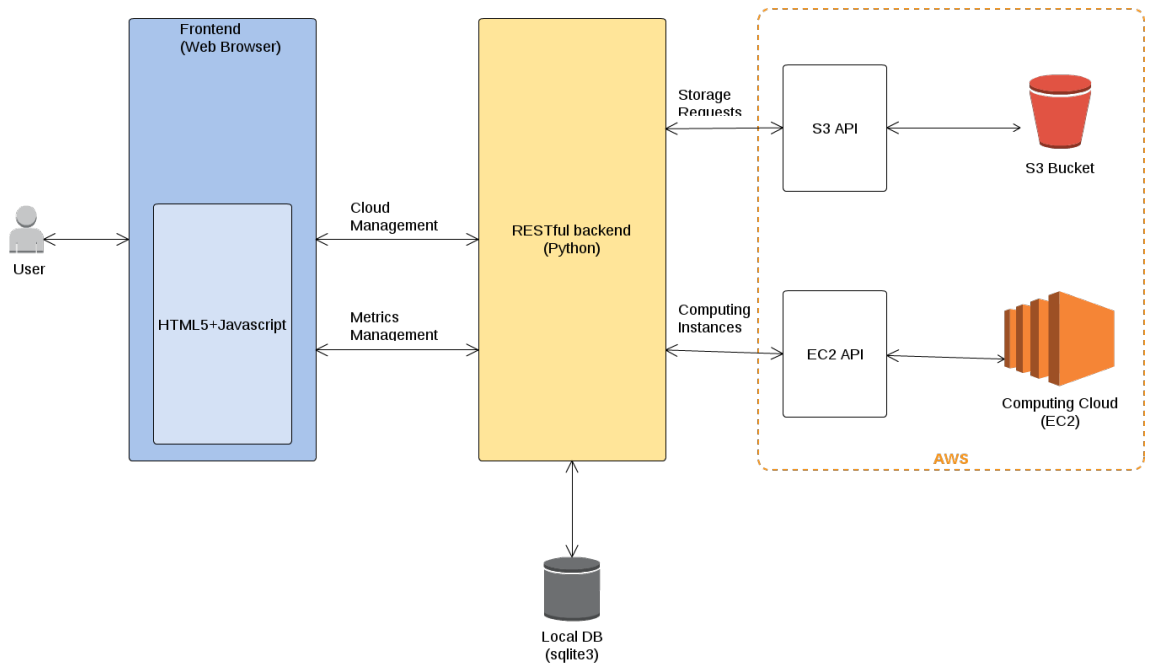 Frontend
(Web Browser)
HTML5+Javascript
User
Cloud
Management
Metrics
Management
RESTful backend
(Python)
Storage
Requests
Computing
Instances
S3 API
S3 Bucket
EC2 API
Computing Cloud
(EC2)
AWS
Local DB
(sqlite3)